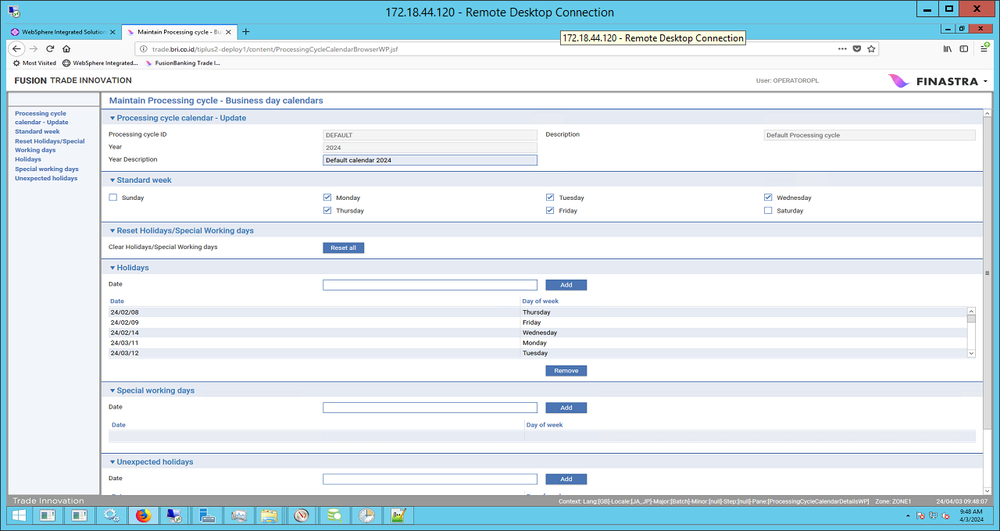 172.18.44.120 - Remote Desktop Connection
WebSphere Integrated Solution
Maintain Processing cycle - Bu
172.18.44.120 - Remote Desktop Connection
trade.bri.co.id/tiplus2-deploy1/content/ProcessingCycleCalendarBrowserWP.jsf
Most Visited WebSphere Integrated... FusionBanking Trade I...
FUSION TRADE INNOVATION
User: OPERATOROPL
FINASTRA
Processing cycle
calendar - Update
Standard week
Reset Holidays/Special
Working days
Holidays
Special working days
Unexpected holidays
Maintain Processing cycle - Business day calendars
Processing cycle calendar - Update
Processing cycle ID DEFAULT Description Default Processing cycle
Year 2024
Year Description Default calendar 2024
Standard week
Sunday Monday Tuesday Wednesday
Thursday Friday Saturday
Reset Holidays/Special Working days
Clear Holidays/Special Working days Reset all
Holidays
Date Add
Date Day of week
24/02/08 Thursday
24/02/09 Friday
24/02/14 Wednesday
24/03/11 Monday
24/03/12 Tuesday
Remove
Special working days
Date Add
Date Day of week
Unexpected holidays
Date Add
Trade Innovation
Context: Lang:[GB]-Locale:[JA_JP]-Major:[Batch]-Minor:[null]-Step:[null]-Pane:[ProcessingCycleCalendarDetailsWP] Zone: ZONE1 24/04/03 09:48:07
9:48 AM
4/3/2024